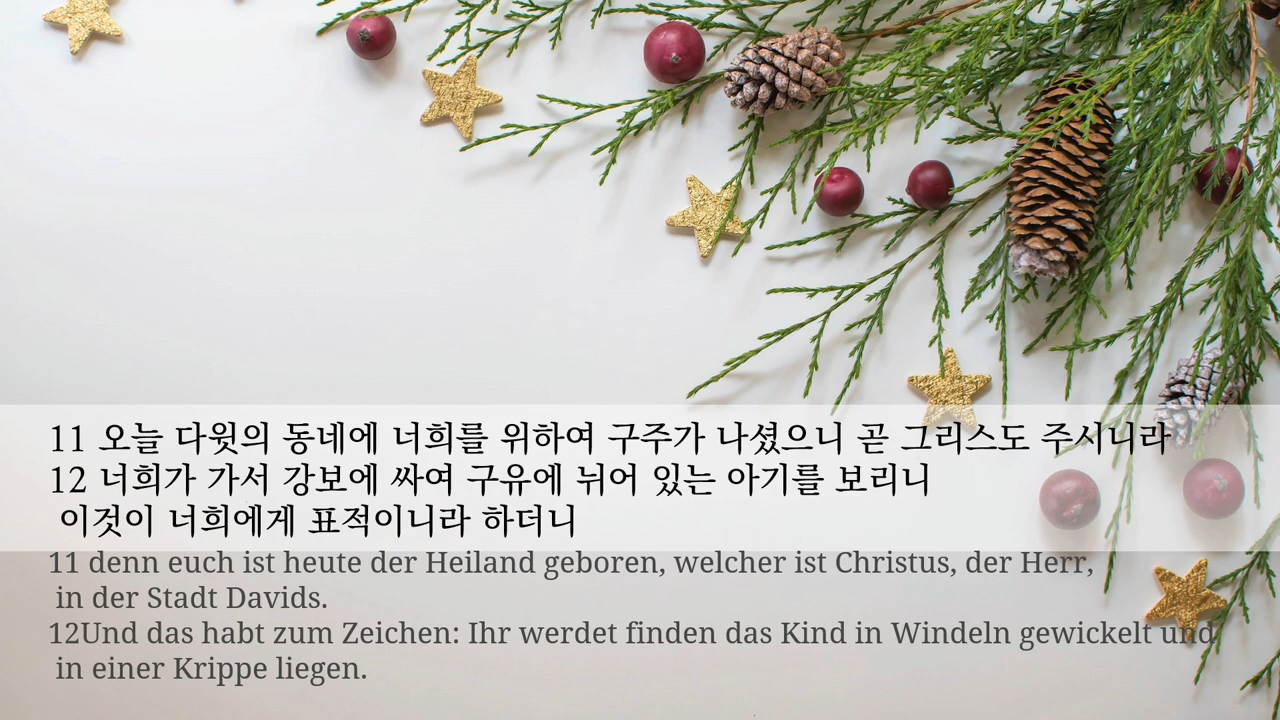 11 오늘 다윗의 동네에 너희를 위하여 구주가 나셨으니 곧 그리스도 주시니라
12 너희가 가서 강보에 싸여 구유에 뉘어 있는 아기를 보리니
이것이 너희에게 표적이니라 하더니
11 denn euch ist heute der Heiland geboren, welcher ist Christus, der Herr,
in der Stadt Davids.
12Und das habt zum Zeichen: Ihr werdet finden das Kind in Windeln gewickelt und
in einer Krippe liegen.